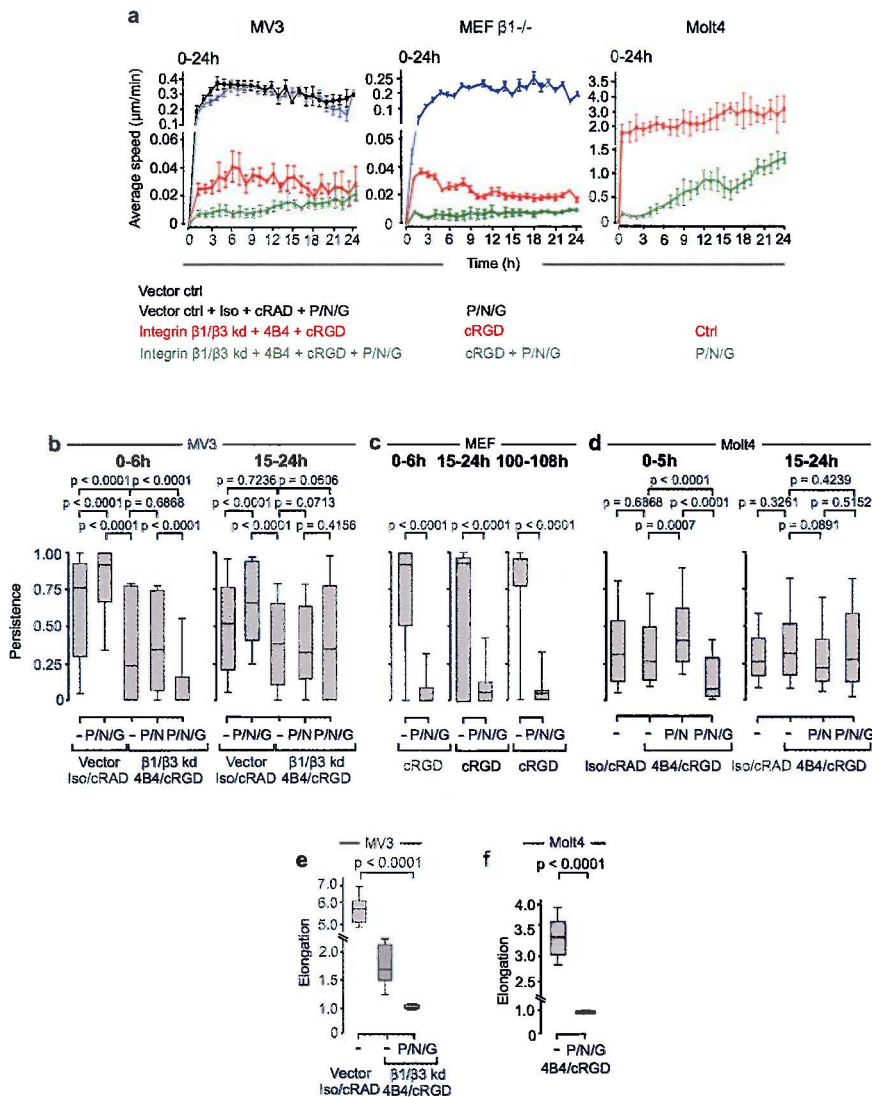 a
MV3 MEF β1-/- Molt4
0-24h 0-24h 0-24h
Average speed (µm/min)
0.4 0.3 0.2 0.1 0.06 0.04 0.02 0
0.25 0.2 0.1 0.06 0.04 0.02 0
3.5 4.0 3.0 2.0 1.5 1.0 0.5 0
0 3 6 9 12 15 18 21 24 0 3 6 9 12 15 18 21 24 0 3 6 9 12 15 18 21 24
Time (h)
Vector ctrl
Vector ctrl + Iso + cRAD + P/N/G P/N/G
Integrin β1/β3 kd + 4B4 + cRGD cRGD Ctrl
Integrin β1/β3 kd + 4B4 + cRGD + P/N/G cRGD + P/N/G P/N/G
b MV3 c MEF d Molt4
0-6h 15-24h 0-6h 15-24h 100-108h 0-5h 15-24h
p < 0.0001 p < 0.0001 p = 0.7236 p = 0.0606 p < 0.0001 p = 0.4239
p < 0.0001 p = 0.6868 p < 0.0001 p = 0.0713 p = 0.6868 p < 0.0001 p = 0.3261 p = 0.5152
p < 0.0001 p < 0.0001 p < 0.0001 p = 0.4156 p < 0.0001 p < 0.0001 p < 0.0001 p = 0.0007 p = 0.0891
Persistence
1.00
0.75
0.50
0.25
0
- P/N/G - P/N P/N/G - P/N/G - P/N P/N/G - P/N/G - P/N/G - P/N/G - - P/N P/N/G - - P/N P/N/G
Vector β1/β3 kd Vector β1/β3 kd cRGD cRGD cRGD Iso/cRAD 4B4/cRGD Iso/cRAD 4B4/cRGD
Iso/cRAD 4B4/cRGD Iso/cRAD 4B4/cRGD
e MV3 f Molt4
p < 0.0001 p < 0.0001
Elongation Elongation
7.0 6.0 5.0 2.0 1.5 1.0 0
4.0 3.5 3.0 2.5 1.0 0
- - P/N/G - P/N/G
Vector β1/β3 kd 4B4/cRGD
Iso/cRAD 4B4/cRGD